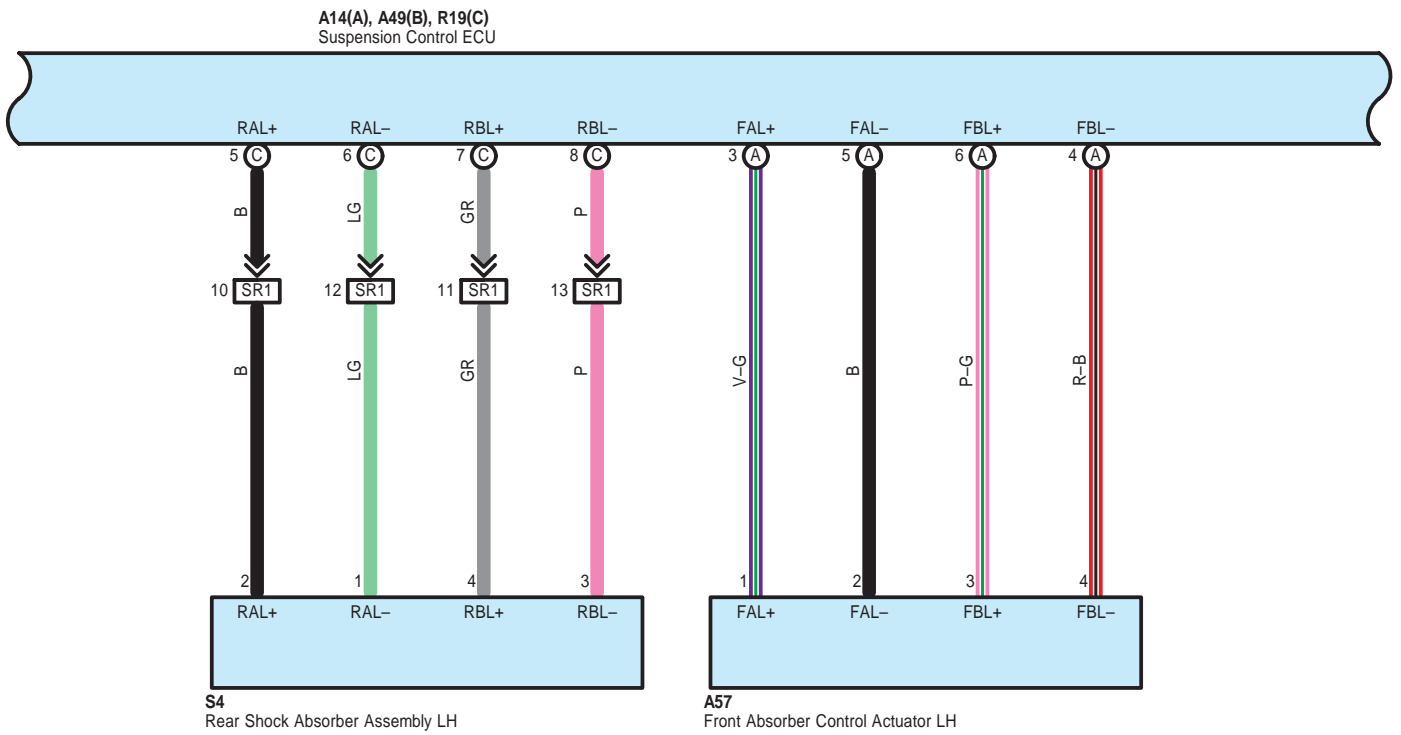 A14(A), A49(B), R19(C)
Suspension Control ECU
RAL+ RAL– RBL+ RBL– FAL+ FAL– FBL+ FBL–
5 C 6 C 7 C 8 C 3 A 5 A 6 A 4 A
B LG GR P
10 SR1 12 SR1 11 SR1 13 SR1
B LG GR P V–G B P–G R–B
2 1 4 3 1 2 3 4
RAL+ RAL– RBL+ RBL– FAL+ FAL– FBL+ FBL–
S4 A57
Rear Shock Absorber Assembly LH Front Absorber Control Actuator LH